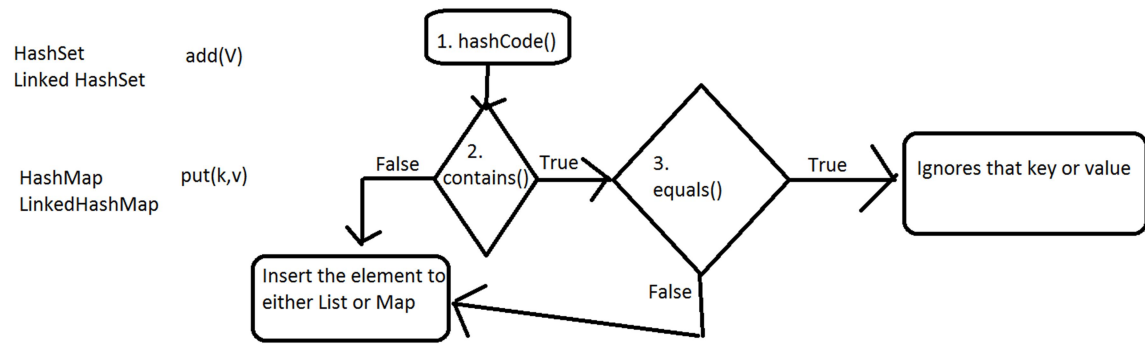 1. hashCode()
HashSet
Linked HashSet
add(V)
HashMap
LinkedHashMap
put(k,v)
False
2.
contains()
True
3.
equals()
True
Ignores that key or value
Insert the element to
either List or Map
False